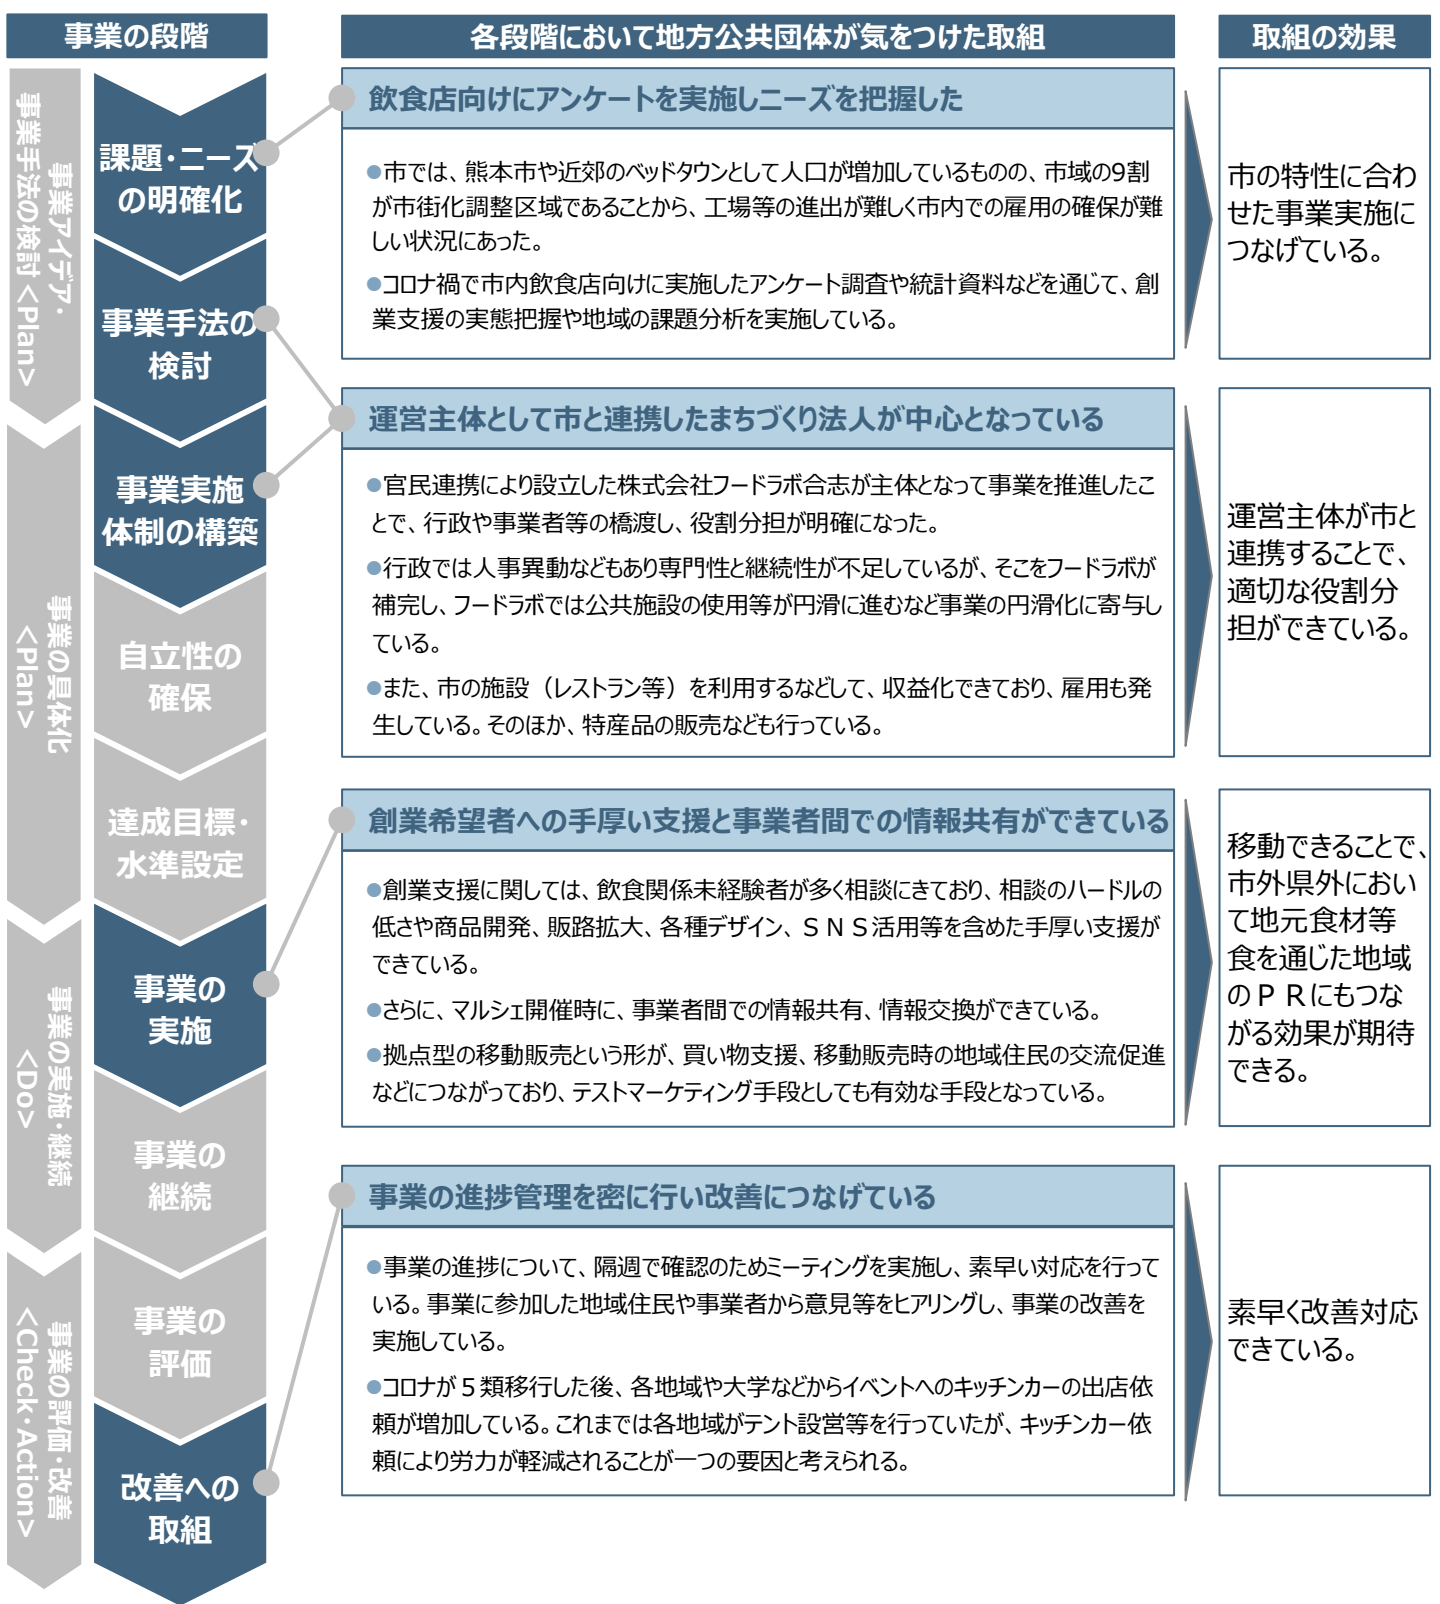 事業の段階
各段階において地方公共団体が気をつけた取組
取組の効果
事業アイデア・
事業手法の検討<Plan>
事業の具体化
<Plan>
事業の実施・継続
<Do>
事業の評価・改善
<Check・Action>
課題・ニーズ
の明確化
事業手法の
検討
事業実施
体制の構築
自立性の
確保
達成目標・
水準設定
事業の
実施
事業の
継続
事業の
評価
改善への
取組
飲食店向けにアンケートを実施しニーズを把握した
●市では、熊本市や近郊のベッドタウンとして人口が増加しているものの、市域の9割
が市街化調整区域であることから、工場等の進出が難しく市内での雇用の確保が難
しい状況にあった。
●コロナ禍で市内飲食店向けに実施したアンケート調査や統計資料などを通じて、創
業支援の実態把握や地域の課題分析を実施している。
市の特性に合わ
せた事業実施に
つなげている。
運営主体として市と連携したまちづくり法人が中心となっている
●官民連携により設立した株式会社フードラボ合志が主体となって事業を推進したこ
とで、行政や事業者等の橋渡し、役割分担が明確になった。
●行政では人事異動などもあり専門性と継続性が不足しているが、そこをフードラボが
補完し、フードラボでは公共施設の使用等が円滑に進むなど事業の円滑化に寄与し
ている。
●また、市の施設（レストラン等）を利用するなどして、収益化できており、雇用も発
生している。そのほか、特産品の販売なども行っている。
運営主体が市と
連携することで、
適切な役割分
担ができている。
創業希望者への手厚い支援と事業者間での情報共有ができている
●創業支援に関しては、飲食関係未経験者が多く相談にきており、相談のハードルの
低さや商品開発、販路拡大、各種デザイン、ＳＮＳ活用等を含めた手厚い支援が
できている。
●さらに、マルシェ開催時に、事業者間での情報共有、情報交換ができている。
●拠点型の移動販売という形が、買い物支援、移動販売時の地域住民の交流促進
などにつながっており、テストマーケティング手段としても有効な手段となっている。
移動できることで、
市外県外におい
て地元食材等
食を通じた地域
のＰＲにもつな
がる効果が期待
できる。
事業の進捗管理を密に行い改善につなげている
●事業の進捗について、隔週で確認のためミーティングを実施し、素早い対応を行って
いる。事業に参加した地域住民や事業者から意見等をヒアリングし、事業の改善を
実施している。
●コロナが５類移行した後、各地域や大学などからイベントへのキッチンカーの出店依
頼が増加している。これまでは各地域がテント設営等を行っていたが、キッチンカー依
頼により労力が軽減されることが一つの要因と考えられる。
素早く改善対応
できている。